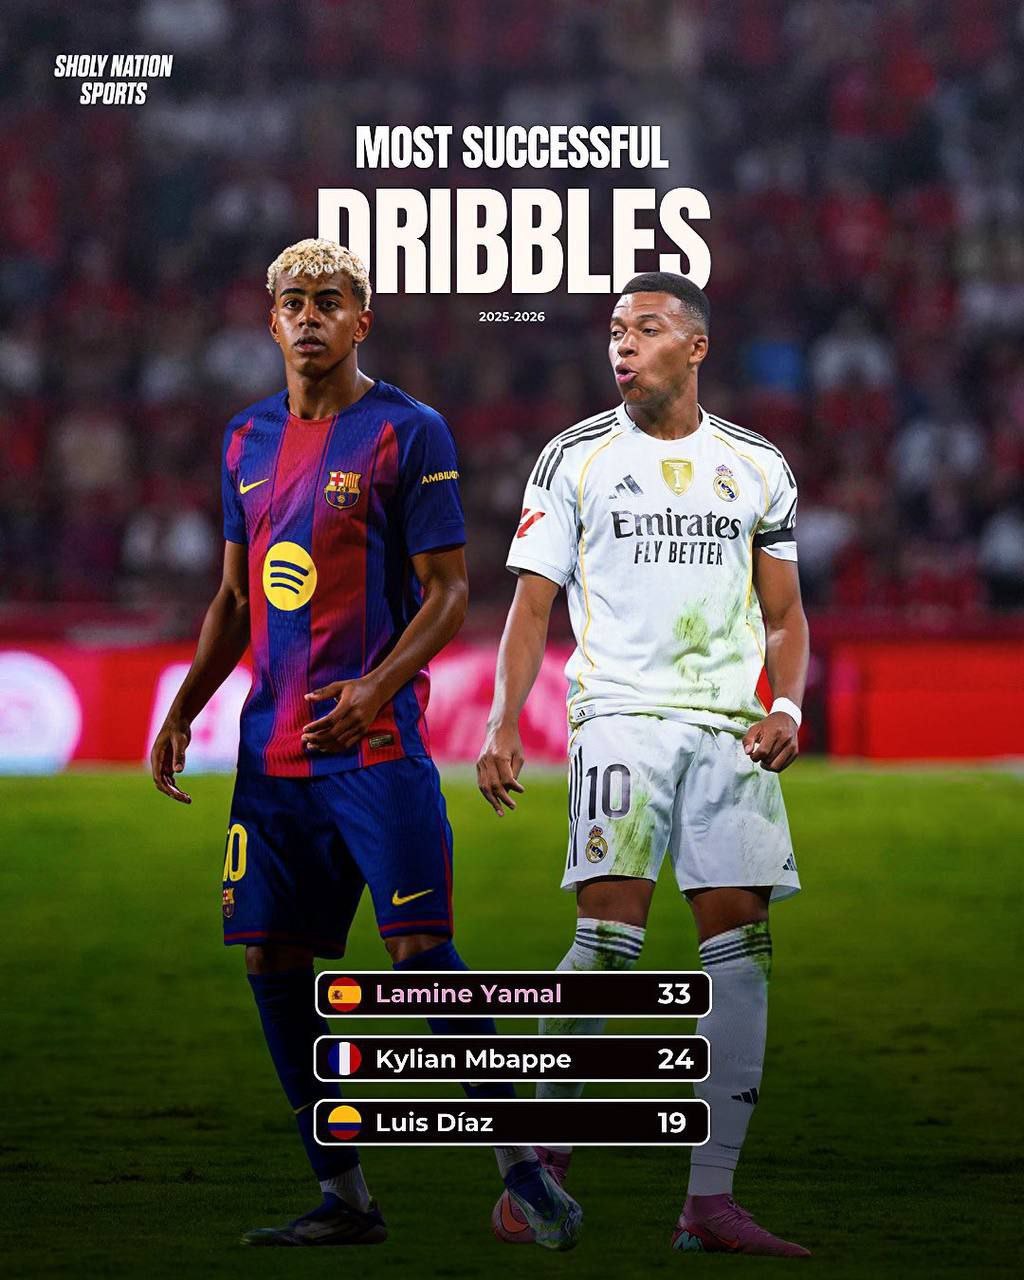 SHOLY NATION
SPORTS
MOST SUCCESSFUL
DRIBBLES
2025-2026
AMBILIGHT
Emirates
FLY BETTER
10
10
Lamine Yamal 33
Kylian Mbappe 24
Luis Díaz 19